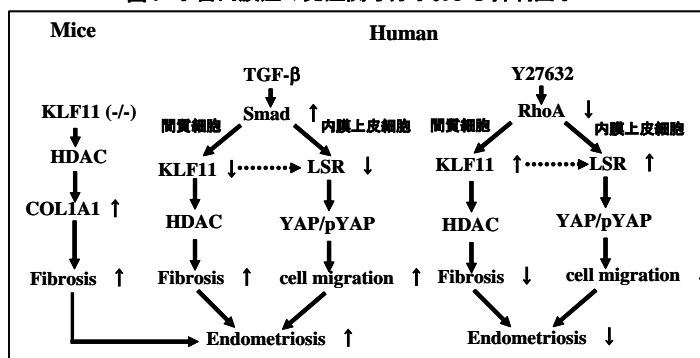 Mice
Human
KLF11 (-/-)
HDAC
COL1A1 ↑
Fibrosis ↑
TGF-β
Smad ↑
間質細胞
内膜上皮細胞
KLF11 ↓
LSR ↓
HDAC
YAP/pYAP
Fibrosis ↑
cell migration ↑
Endometriosis ↑
Y27632
RhoA ↓
間質細胞
内膜上皮細胞
KLF11 ↑
LSR ↑
HDAC
YAP/pYAP
Fibrosis ↓
cell migration
Endometriosis ↓